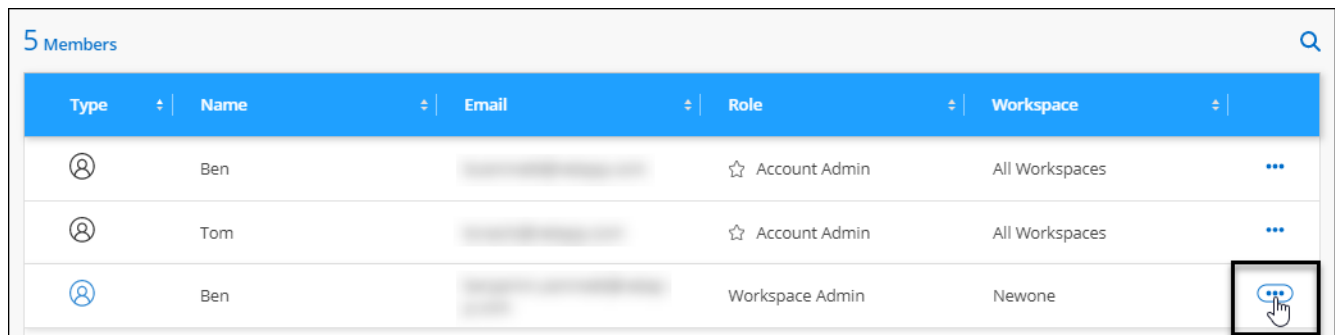 5 Members
Type Name Email Role Workspace
Ben Account Admin All Workspaces
Tom Account Admin All Workspaces
Ben Workspace Admin Newone